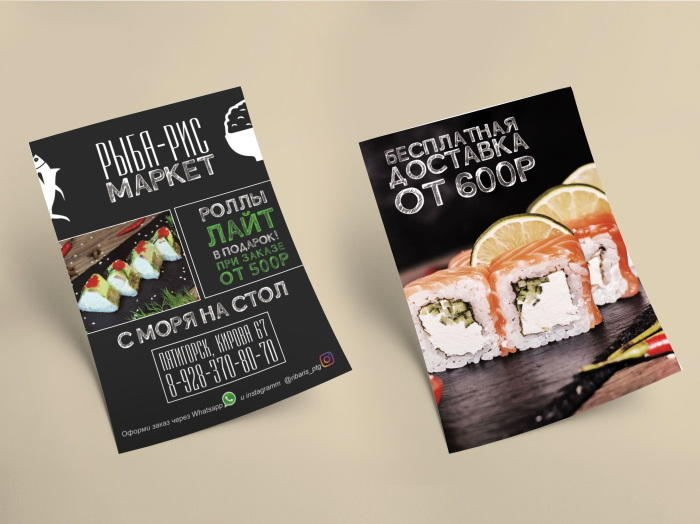 РЫБА-РИС
МАРКЕТ
РОЛЛЫ
ЛАЙТ
В ПОДАРОК!
ПРИ ЗАКАЗЕ
ОТ 500Р
С МОРЯ НА СТОЛ
ПЯТИГОРСК, КИРОВА 67
8-928-370-80-70
Оформи заказ через Whatsapp и instagramm @ribaris_ptg
БЕСПЛАТНАЯ
ДОСТАВКА
ОТ 600Р